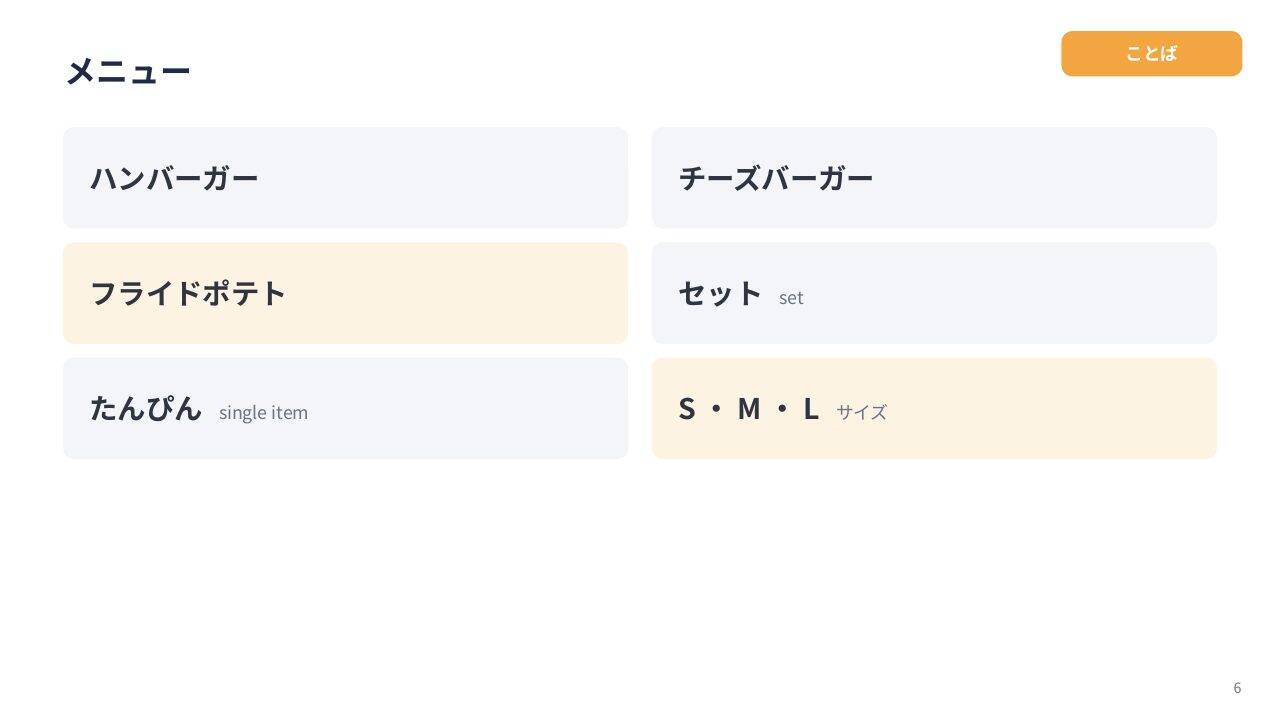 メニュー
ことば
ハンバーガー
チーズバーガー
フライドポテト
セット set
たんぴん single item
S・M・L サイズ
6